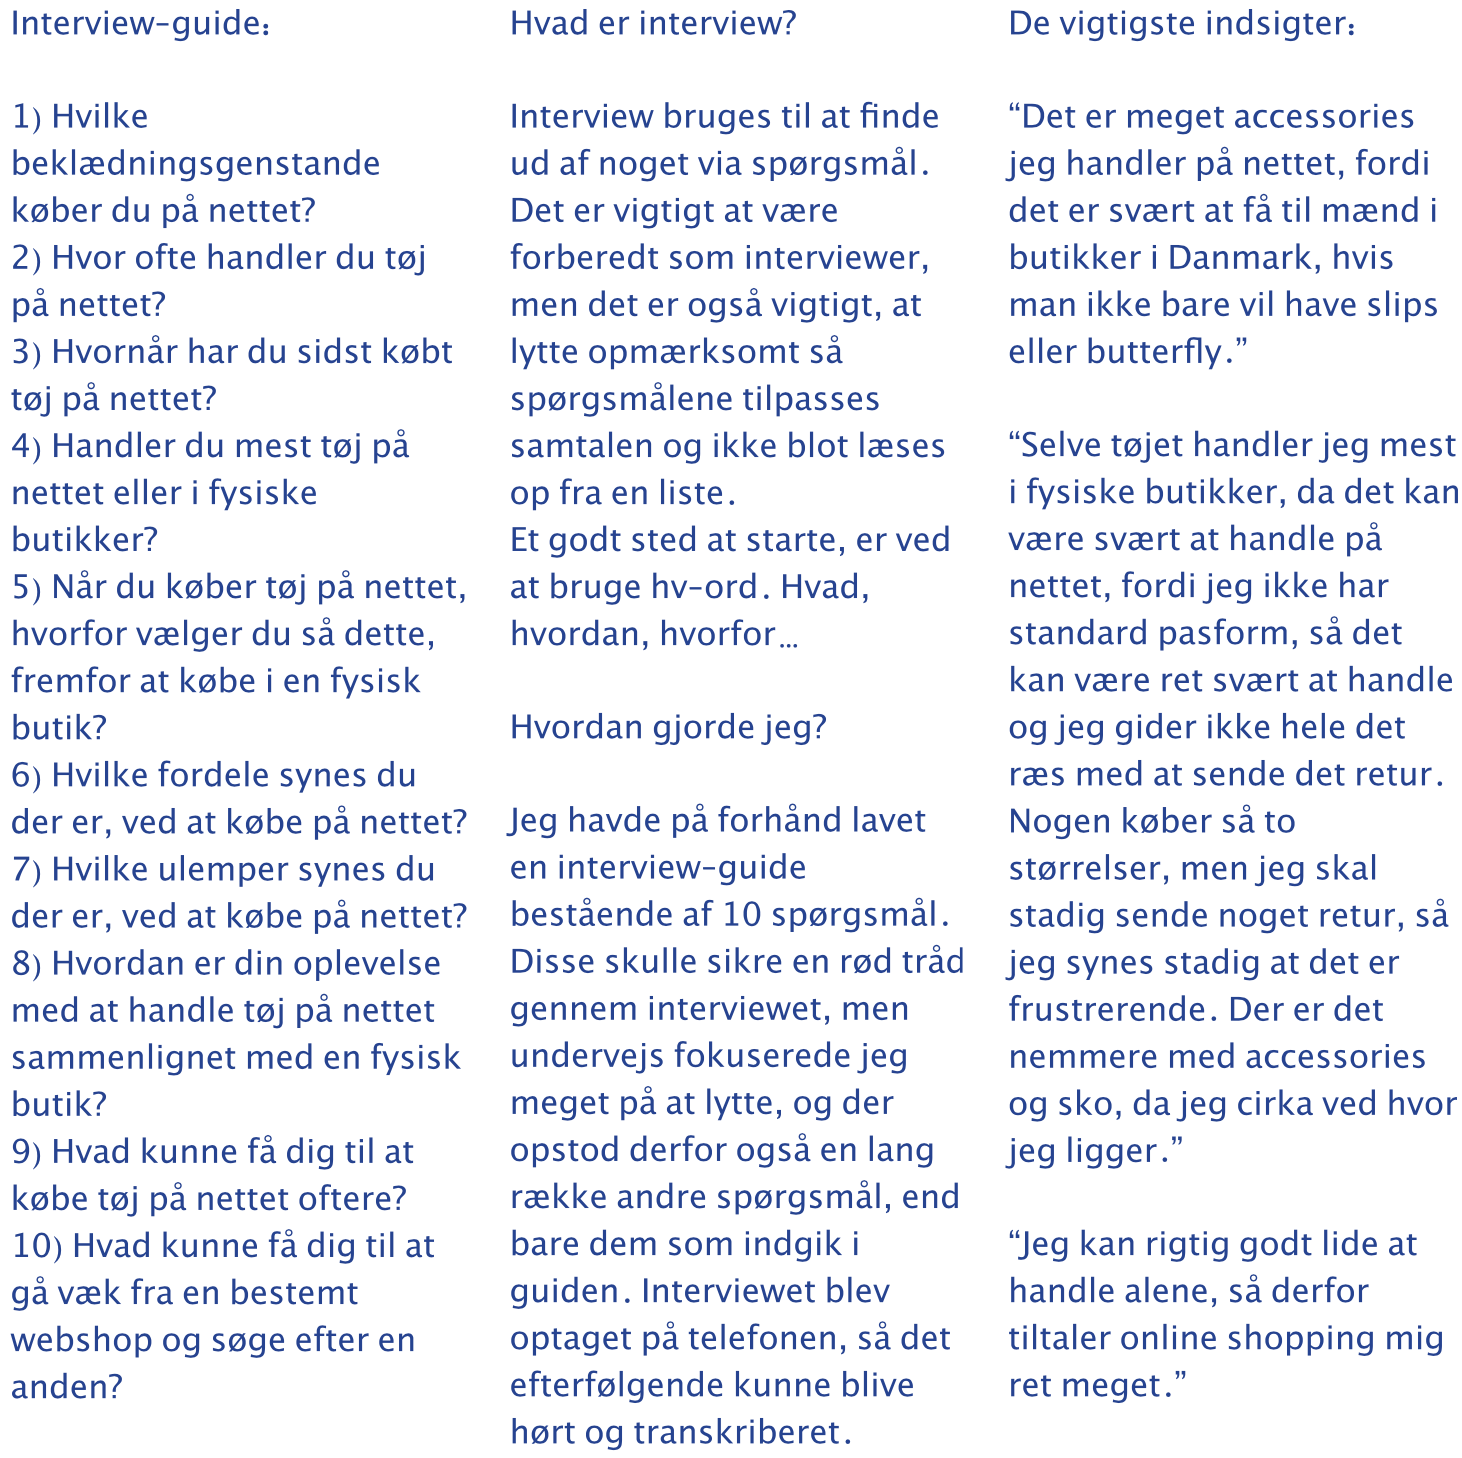 Interview-guide:
1) Hvilke
beklædningsgenstande
køber du på nettet?
2) Hvor ofte handler du tøj
på nettet?
3) Hvornår har du sidst købt
tøj på nettet?
4) Handler du mest tøj på
nettet eller i fysiske
butikker?
5) Når du køber tøj på nettet,
hvorfor vælger du så dette,
fremfor at købe i en fysisk
butik?
6) Hvilke fordele synes du
der er, ved at købe på nettet?
7) Hvilke ulemper synes du
der er, ved at købe på nettet?
8) Hvordan er din oplevelse
med at handle tøj på nettet
sammenlignet med en fysisk
butik?
9) Hvad kunne få dig til at
købe tøj på nettet oftere?
10) Hvad kunne få dig til at
gå væk fra en bestemt
webshop og søge efter en
anden?
Hvad er interview?
Interview bruges til at finde
ud af noget via spørgsmål.
Det er vigtigt at være
forberedt som interviewer,
men det er også vigtigt, at
lytte opmærksomt så
spørgsmålene tilpasses
samtalen og ikke blot læses
op fra en liste.
Et godt sted at starte, er ved
at bruge hv-ord. Hvad,
hvordan, hvorfor…
Hvordan gjorde jeg?
Jeg havde på forhånd lavet
en interview-guide
bestående af 10 spørgsmål.
Disse skulle sikre en rød tråd
gennem interviewet, men
undervejs fokuserede jeg
meget på at lytte, og der
opstod derfor også en lang
række andre spørgsmål, end
bare dem som indgik i
guiden. Interviewet blev
optaget på telefonen, så det
efterfølgende kunne blive
hørt og transkriberet.
De vigtigste indsigter:
“Det er meget accessories
jeg handler på nettet, fordi
det er svært at få til mænd i
butikker i Danmark, hvis
man ikke bare vil have slips
eller butterfly.”
“Selve tøjet handler jeg mest
i fysiske butikker, da det kan
være svært at handle på
nettet, fordi jeg ikke har
standard pasform, så det
kan være ret svært at handle
og jeg gider ikke hele det
ræs med at sende det retur.
Nogen køber så to
størrelser, men jeg skal
stadig sende noget retur, så
jeg synes stadig at det er
frustrerende. Der er det
nemmere med accessories
og sko, da jeg cirka ved hvor
jeg ligger.”
“Jeg kan rigtig godt lide at
handle alene, så derfor
tiltaler online shopping mig
ret meget.”